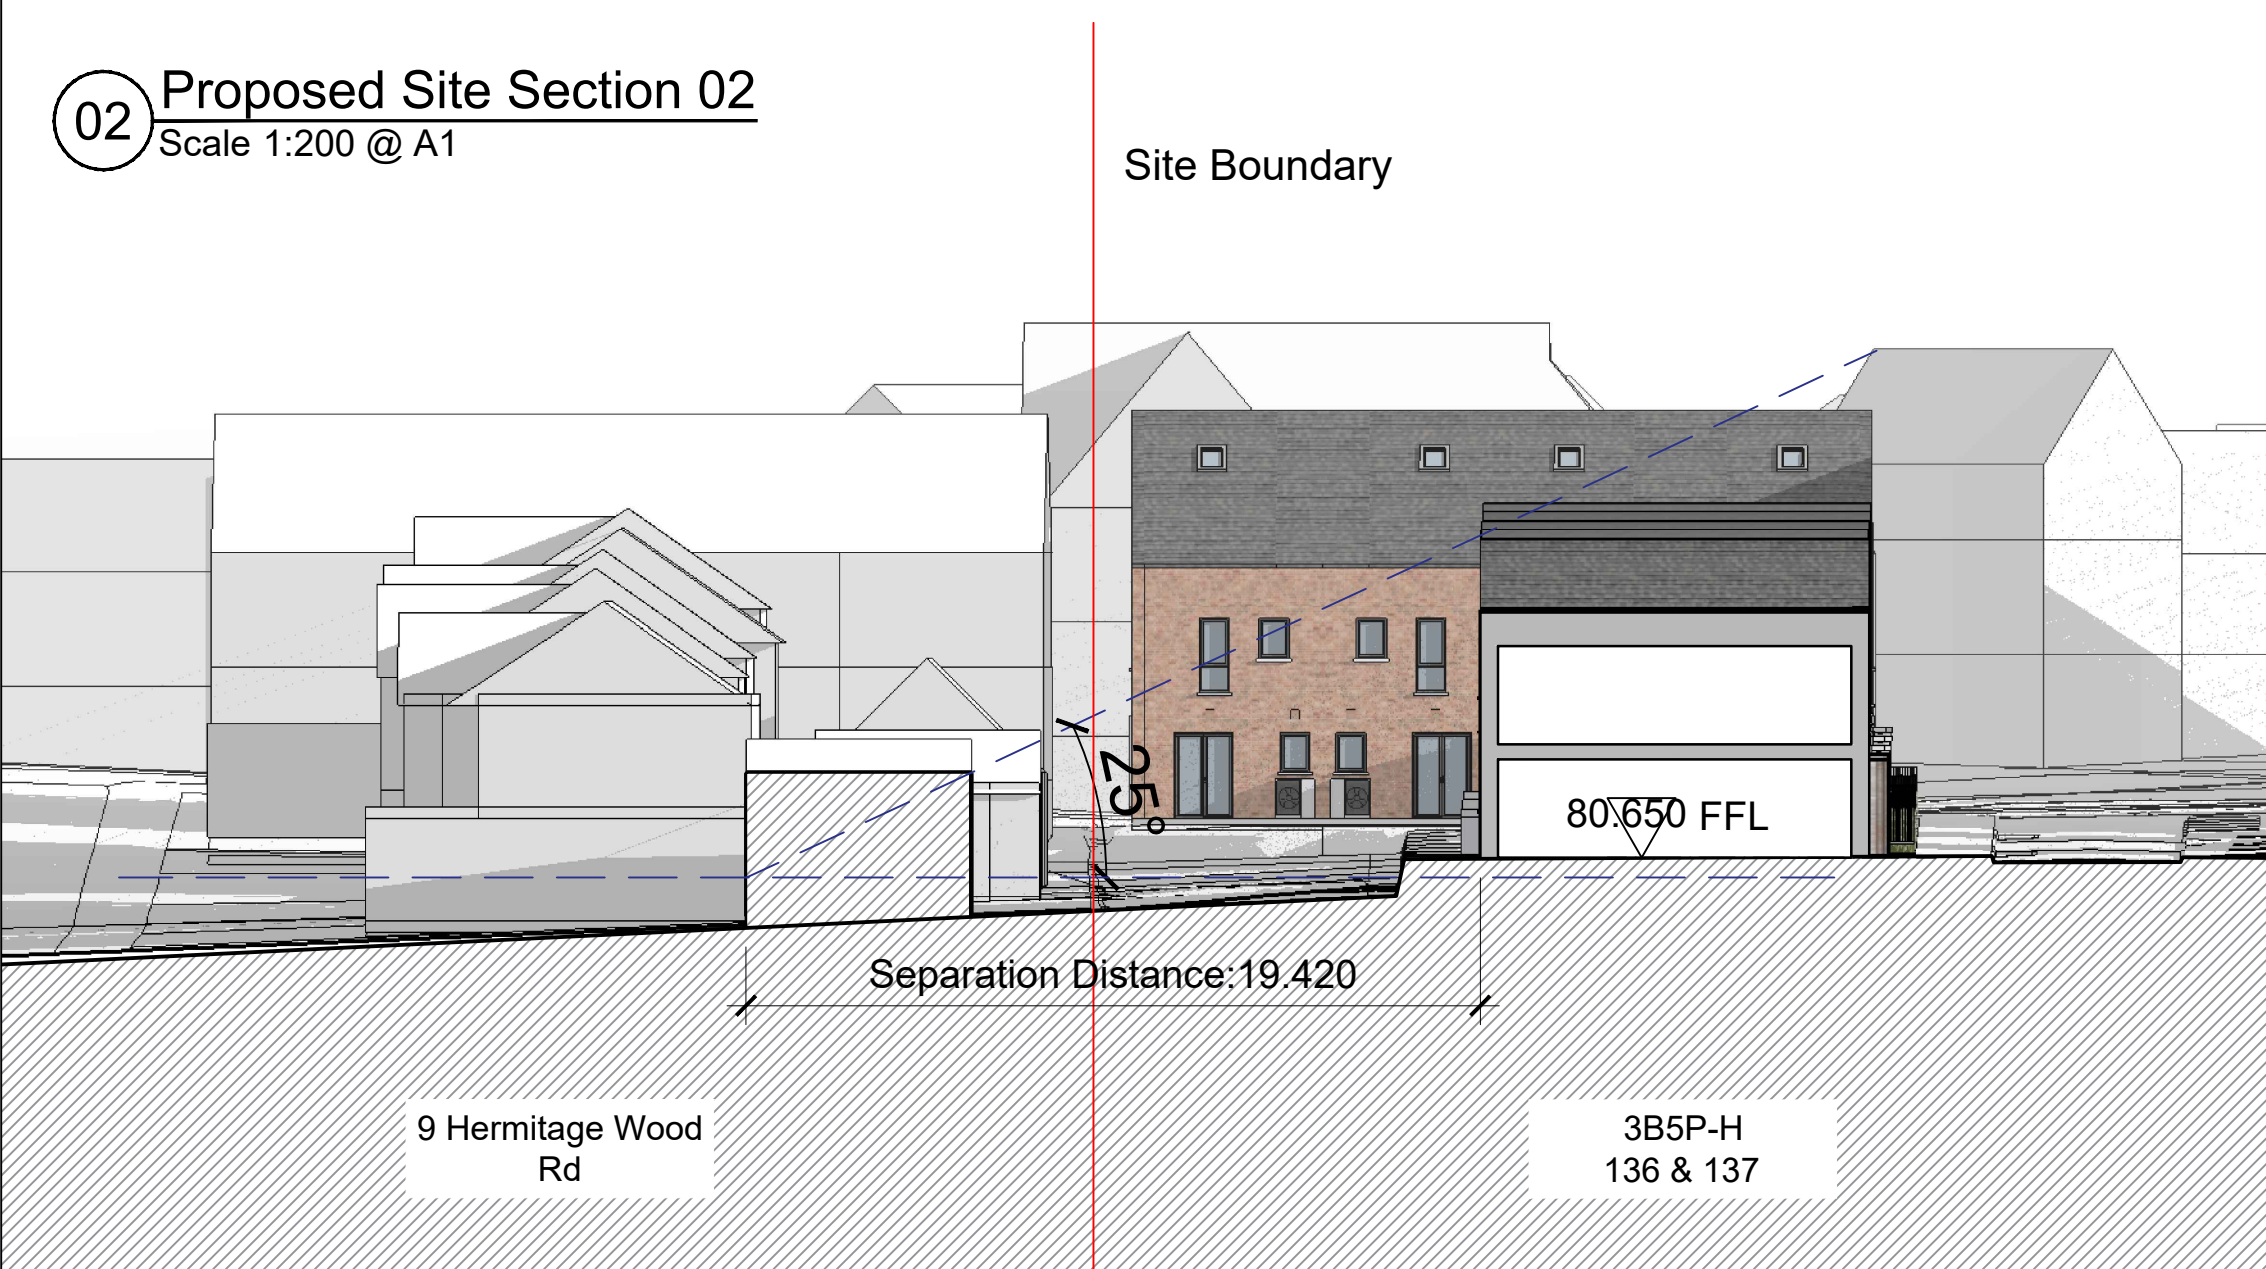 02
Proposed Site Section 02
Scale 1:200 @ A1
Site Boundary
25°
80.650 FFL
Separation Distance:19.420
9 Hermitage Wood
Rd
3B5P-H
136 & 137